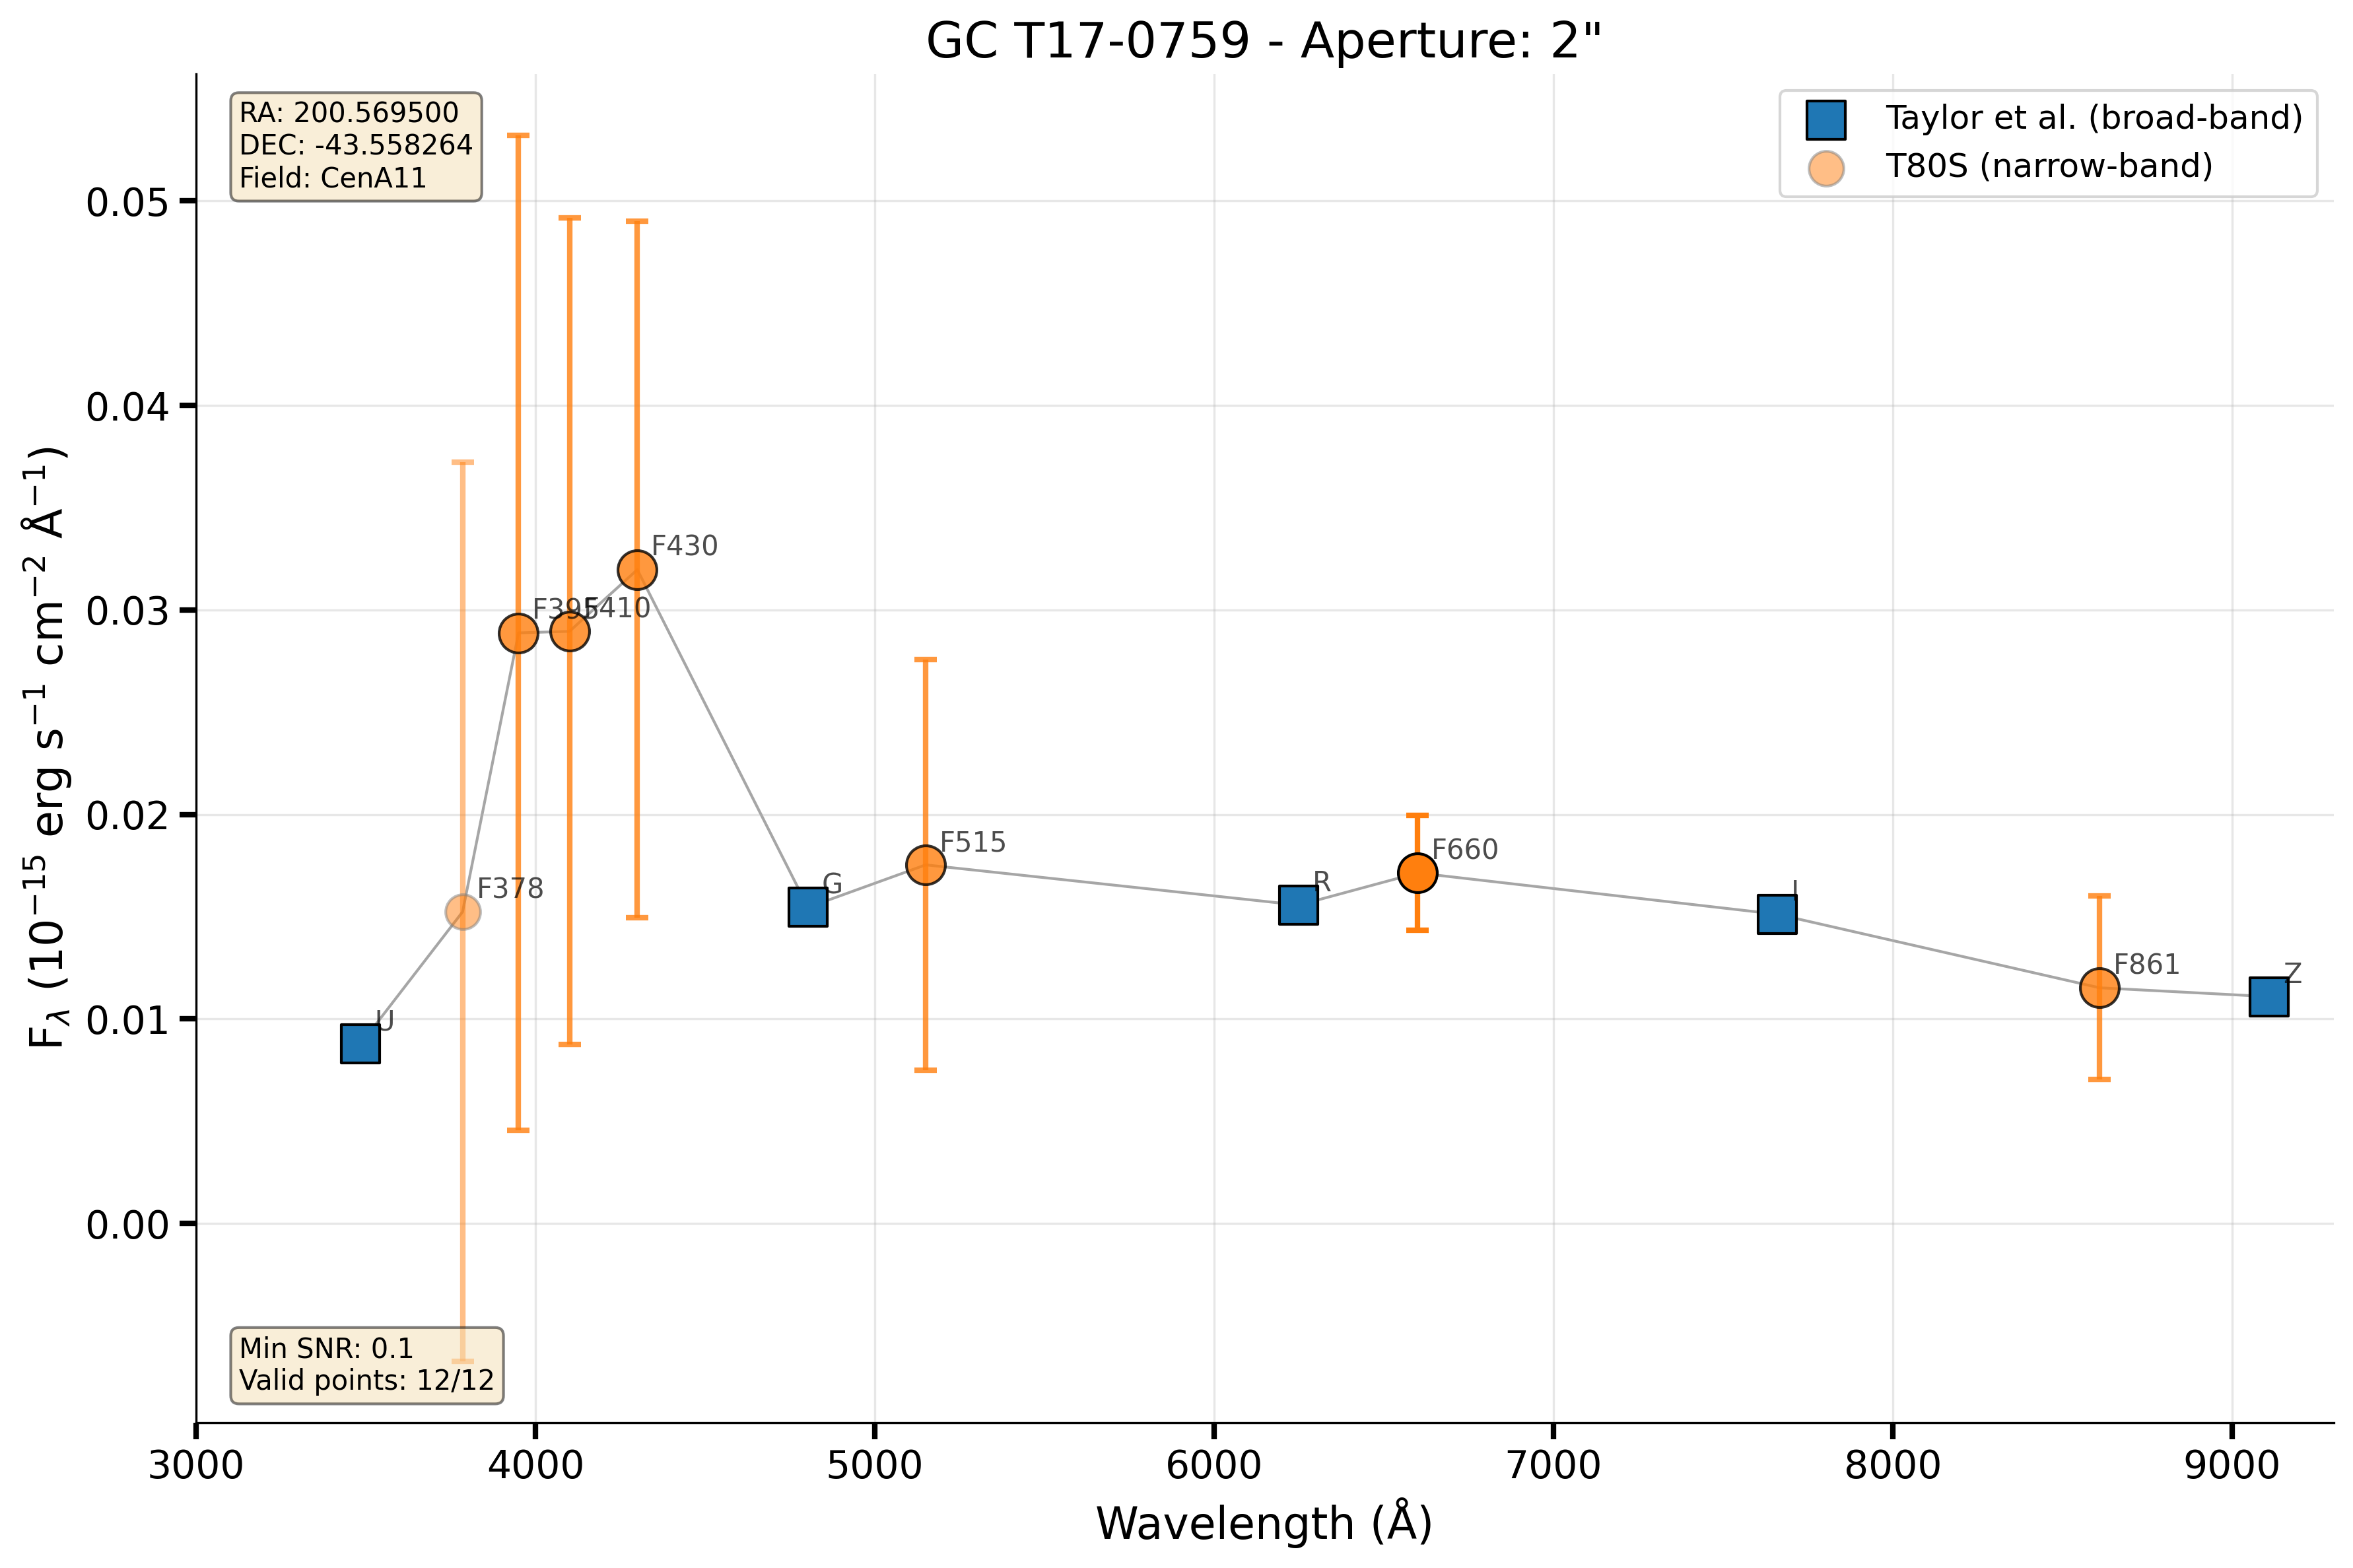 GC T17-0759 - Aperture: 2"
RA: 200.569500
DEC: -43.558264
Field: CenA11
Taylor et al. (broad-band)
T80S (narrow-band)
F$_{λ}$ (10$^{−15}$ erg s$^{−1}$ cm$^{−2}$ Å$^{−1}$)
0.05
0.04
0.03
0.02
0.01
0.00
U
F378
F395
F410
F430
G
F515
R
F660
I
F861
Z
Min SNR: 0.1
Valid points: 12/12
3000
4000
5000
6000
7000
8000
9000
Wavelength (Å)